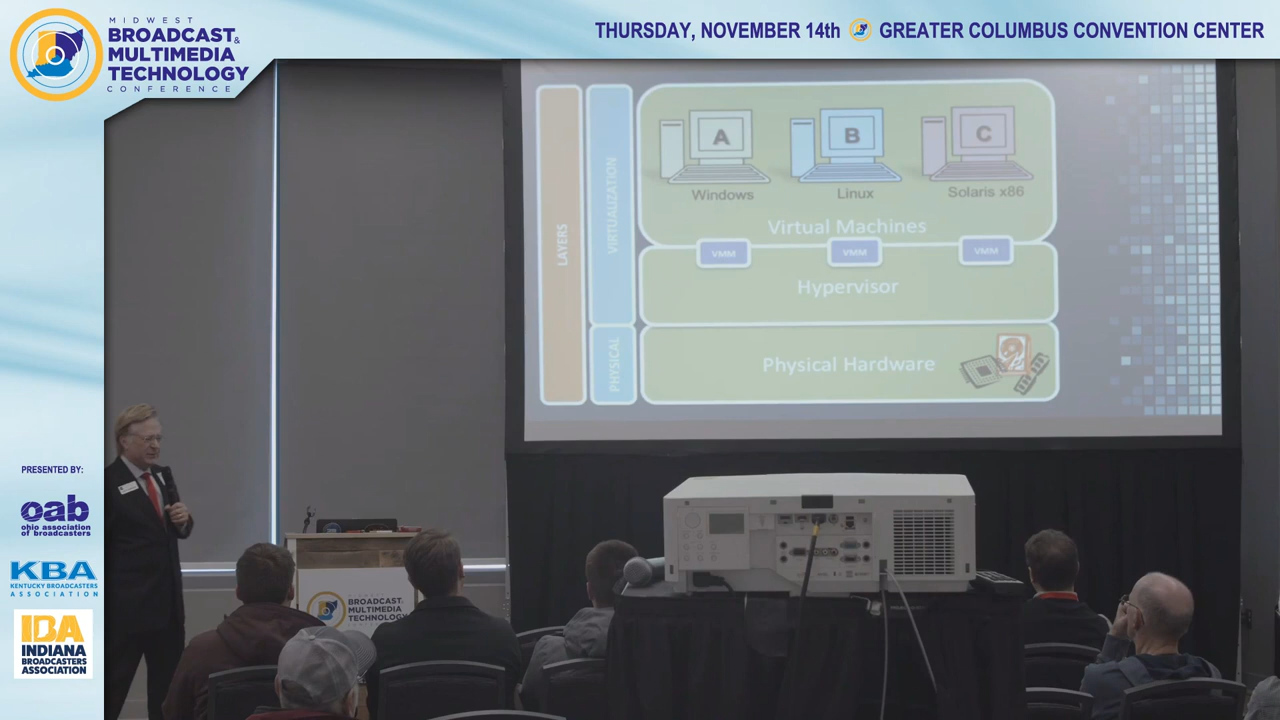 MIDWEST
BROADCAST&
MULTIMEDIA
TECHNOLOGY
CONFERENCE
THURSDAY, NOVEMBER 14th
GREATER COLUMBUS CONVENTION CENTER
LAYERS
VIRTUALIZATION
PHYSICAL
A
B
C
Windows
Linux
Solaris x86
Virtual Machines
VMM
VMM
VMM
Hypervisor
Physical Hardware
PRESENTED BY:
oab
ohio association
of broadcasters
KBA
KENTUCKY BROADCASTERS
ASSOCIATION
IBA
INDIANA
BROADCASTERS
ASSOCIATION
BROADCAST&
MULTIMEDIA
TECHNOLOGY